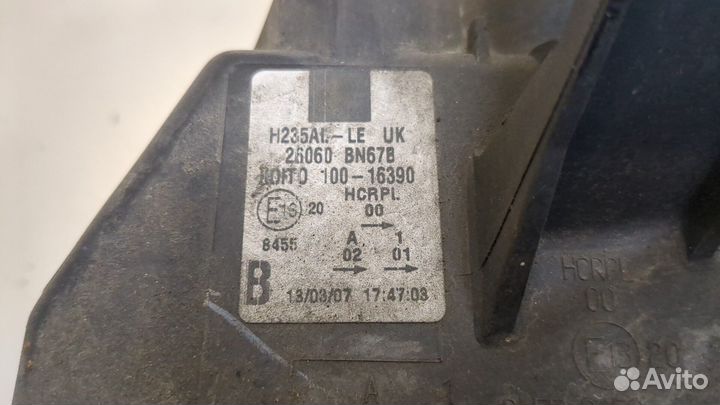 H235AL-LE UK
26060 BN67B
KOITO 100-16390
HCRPL
E13 20 00
8455 A 1
02 01
B 13/03/07 17:47:03
HCRPL
00
E13 20
A 1
Avito